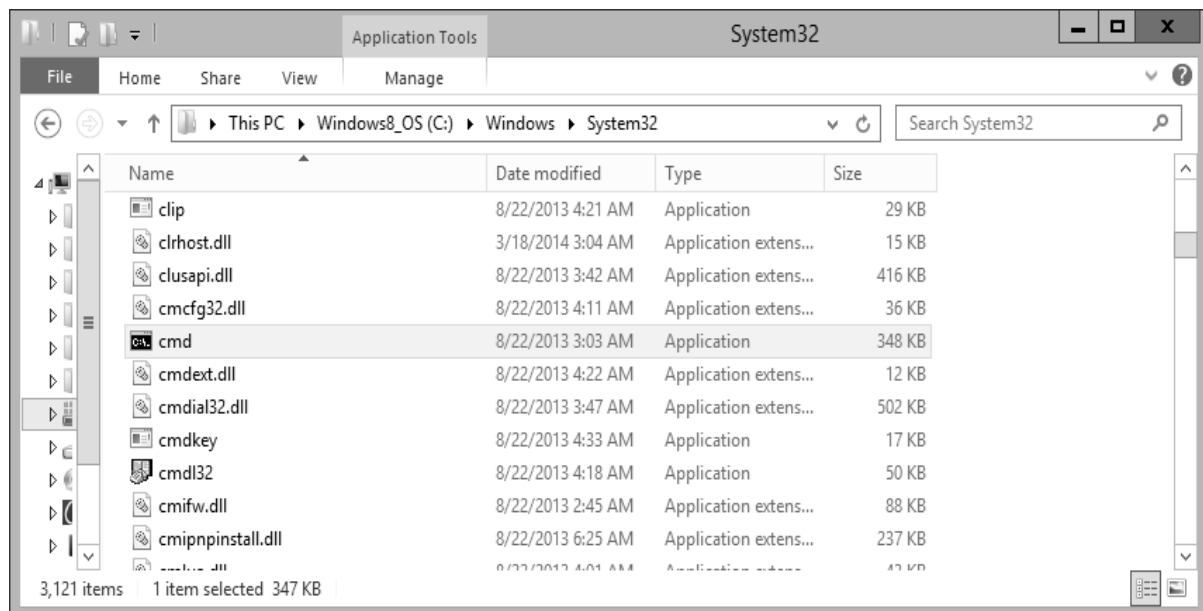 Application Tools System32
File Home Share View Manage
This PC Windows8_OS (C:) Windows System32 Search System32
Name Date modified Type Size
clip 8/22/2013 4:21 AM Application 29 KB
clrhost.dll 3/18/2014 3:04 AM Application extens... 15 KB
clusapi.dll 8/22/2013 3:42 AM Application extens... 416 KB
cmcfg32.dll 8/22/2013 4:11 AM Application extens... 36 KB
cmd 8/22/2013 3:03 AM Application 348 KB
cmdext.dll 8/22/2013 4:22 AM Application extens... 12 KB
cmdial32.dll 8/22/2013 3:47 AM Application extens... 502 KB
cmdkey 8/22/2013 4:33 AM Application 17 KB
cmdl32 8/22/2013 4:18 AM Application 50 KB
cmifw.dll 8/22/2013 2:45 AM Application extens... 88 KB
cmipnpinstall.dll 8/22/2013 6:25 AM Application extens... 237 KB
3,121 items 1 item selected 347 KB